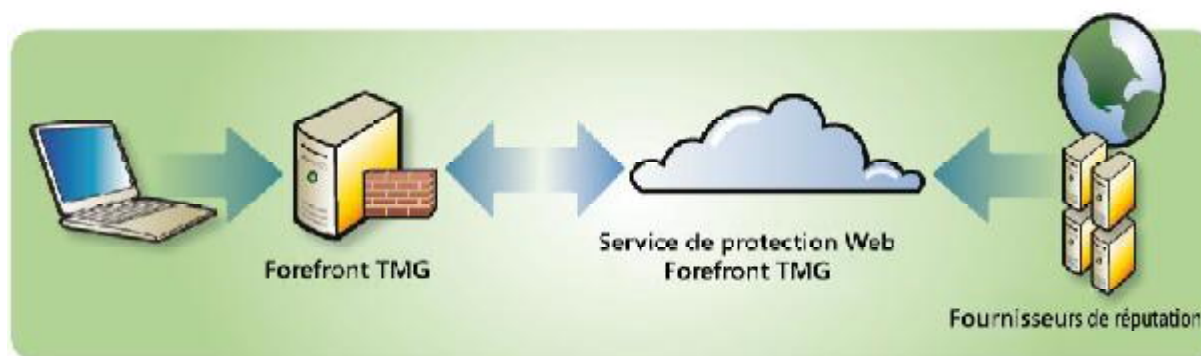 Forefront TMG
Service de protection Web
Forefront TMG
Fournisseurs de réputation